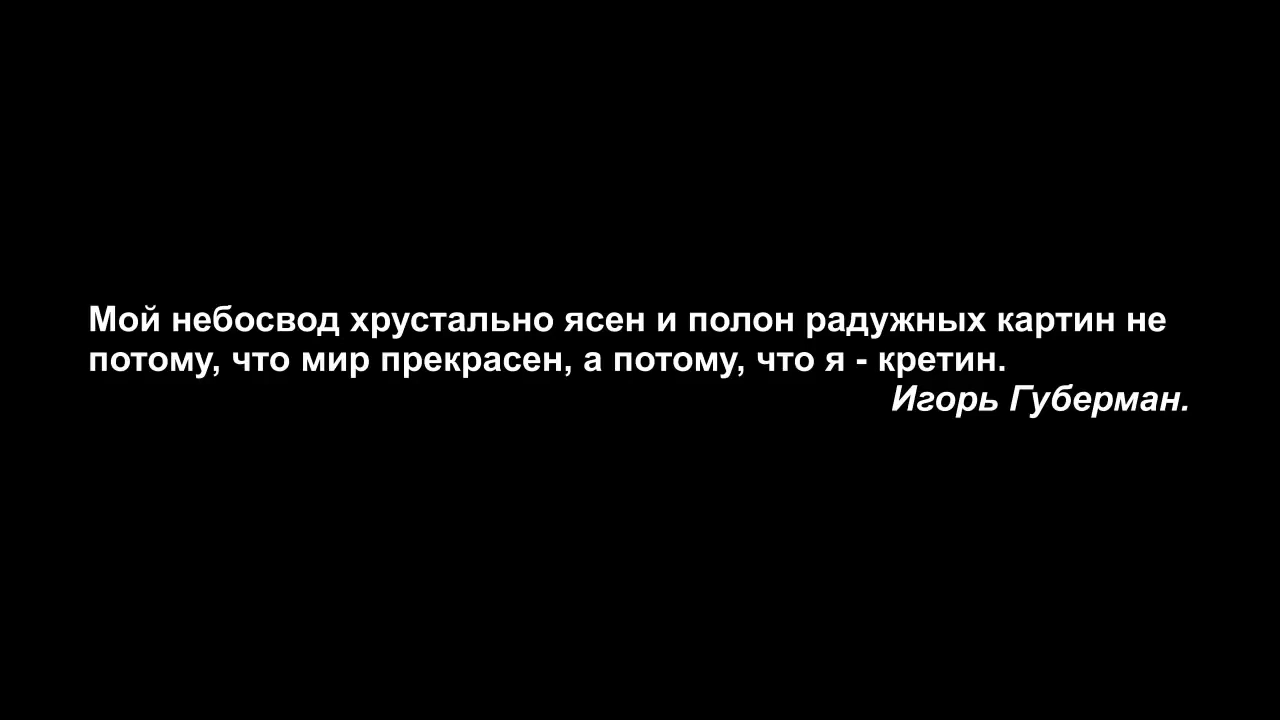 Мой небосвод хрустально ясен и полон радужных картин не
потому, что мир прекрасен, а потому, что я - кретин.
Игорь Губерман.